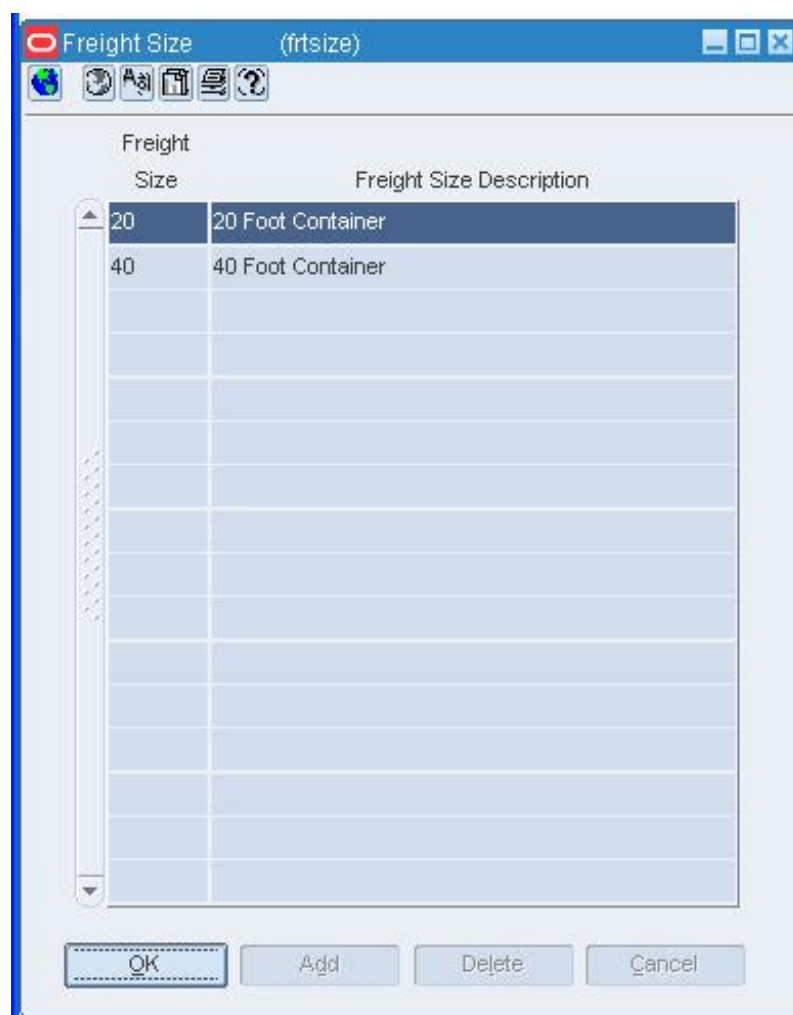 Freight Size (frtsize)
Freight
Size Freight Size Description
20 20 Foot Container
40 40 Foot Container
OK Add Delete Cancel